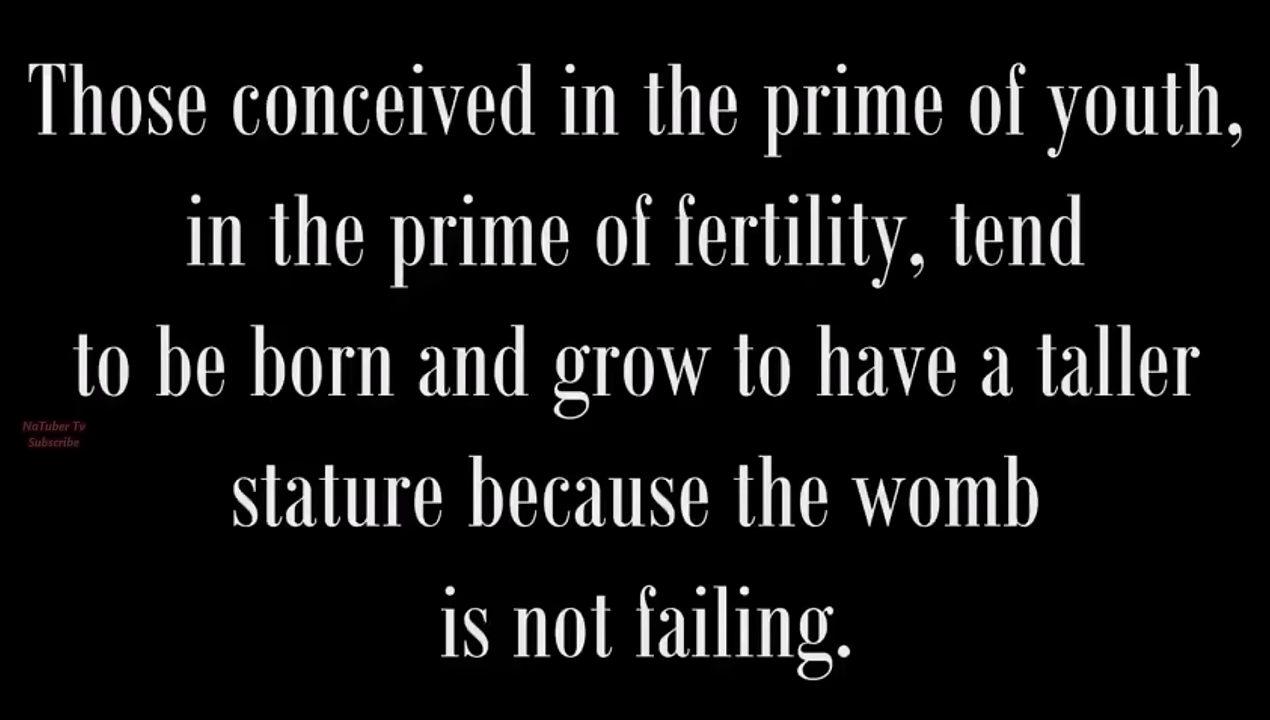 Those conceived in the prime of youth,
in the prime of fertility, tend
to be born and grow to have a taller
NaTuber Tv
Subscribe
stature because the womb
is not failing.